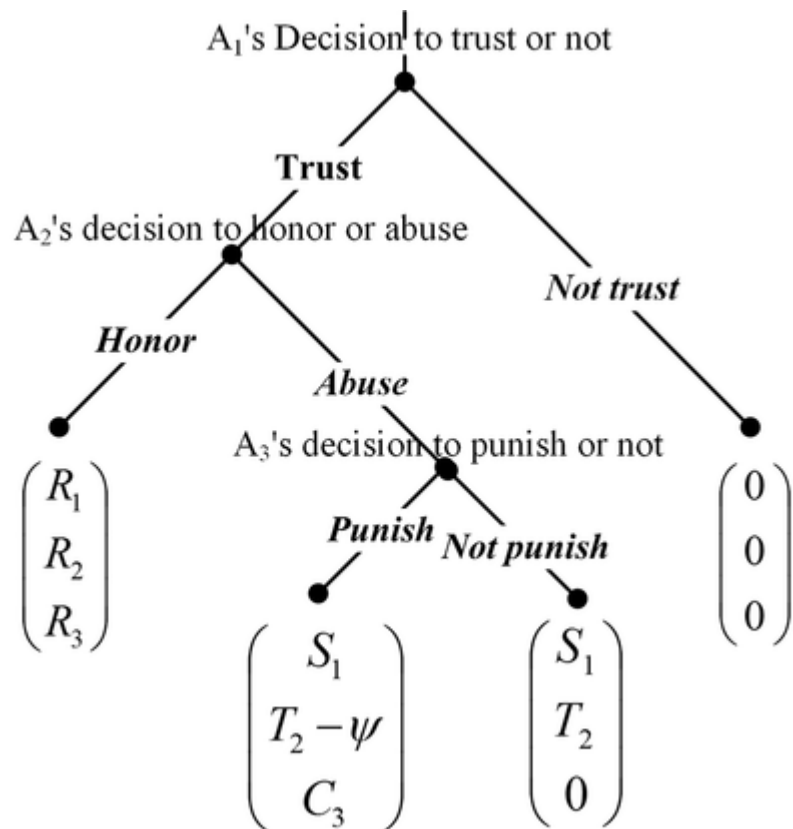 A₁'s Decision to trust or not
Trust
A₂'s decision to honor or abuse
Not trust
Honor
Abuse
A₃'s decision to punish or not
R₁
R₂
R₃
Punish
Not punish
0
0
0
S₁
T₂ − ψ
C₃
S₁
T₂
0